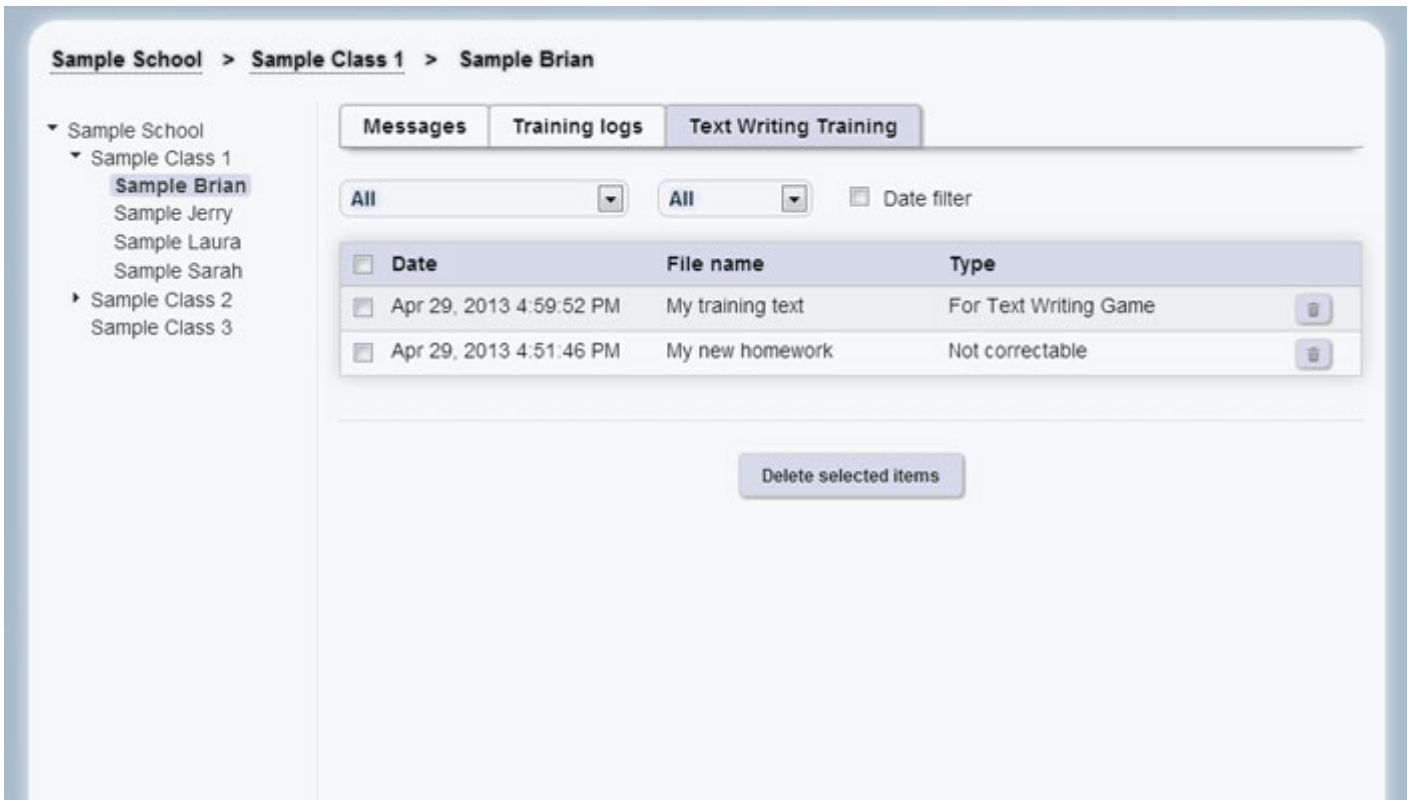 Sample School > Sample Class 1 > Sample Brian
Sample School
Sample Class 1
Sample Brian
Sample Jerry
Sample Laura
Sample Sarah
Sample Class 2
Sample Class 3
Messages Training logs Text Writing Training
All All Date filter
Date File name Type
Apr 29, 2013 4:59:52 PM My training text For Text Writing Game
Apr 29, 2013 4:51:46 PM My new homework Not correctable
Delete selected items